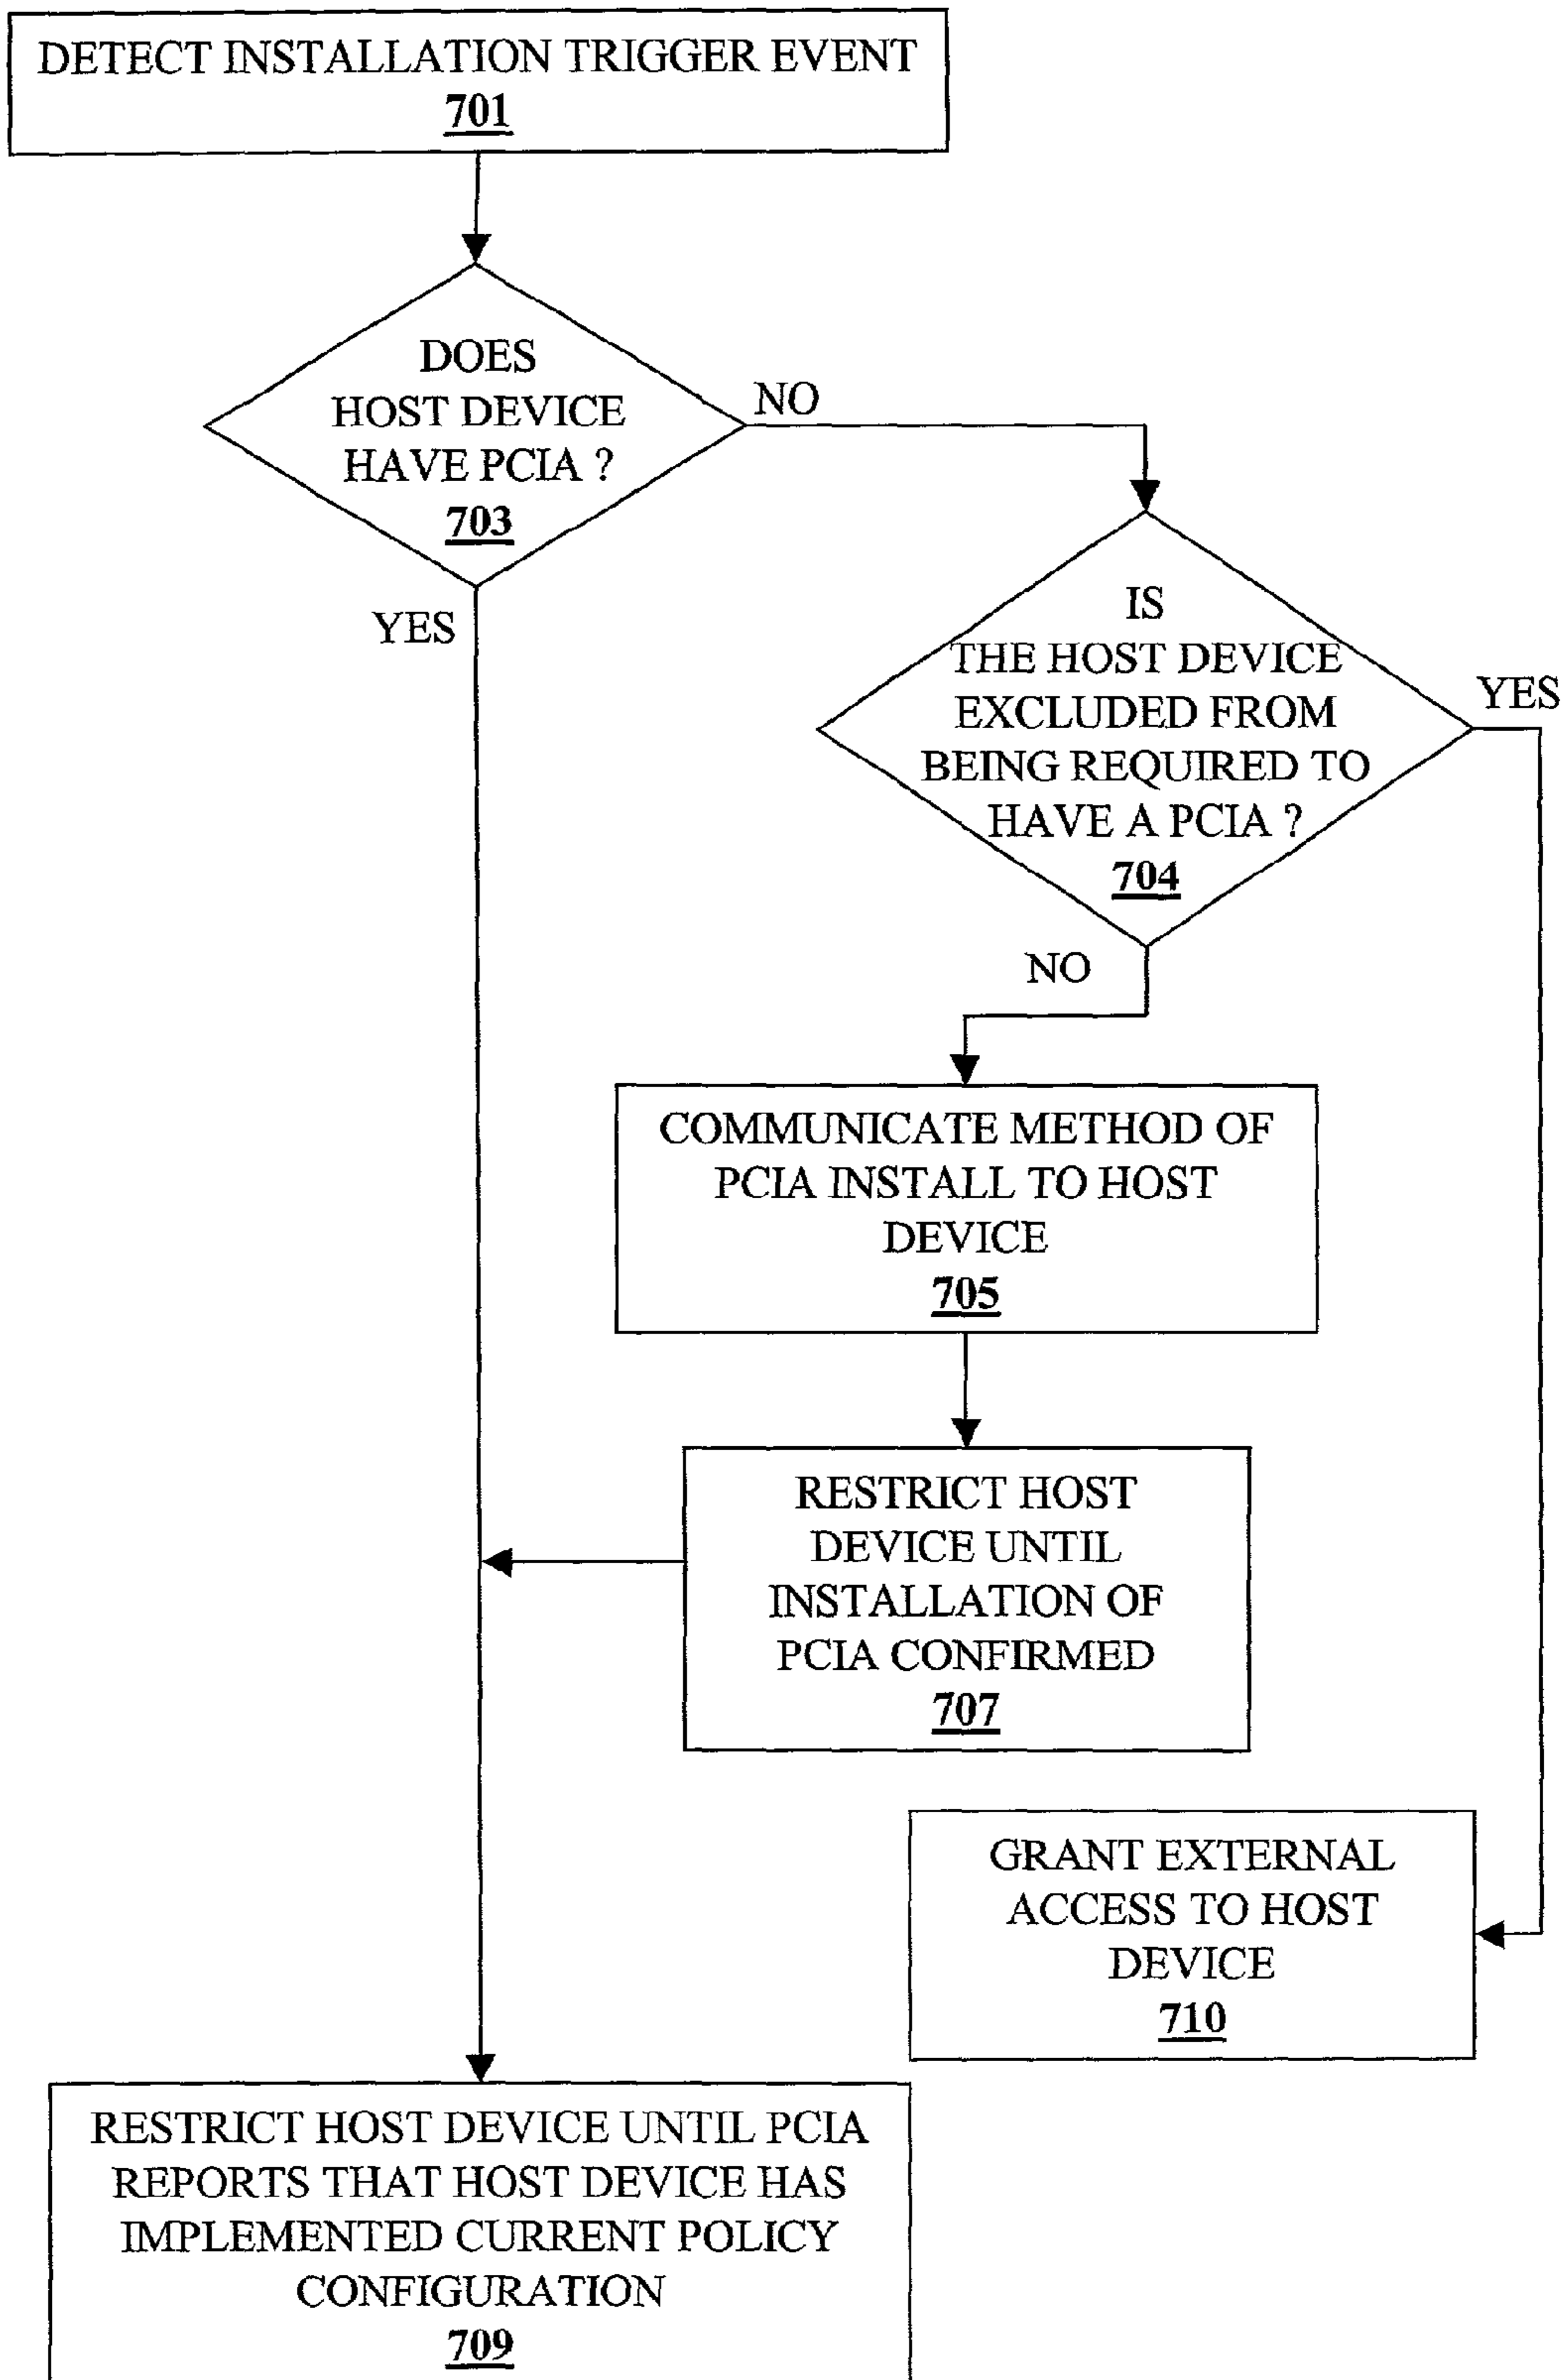 DETECT INSTALLATION TRIGGER EVENT
701
DOES
HOST DEVICE
HAVE PCIA ?
703
NO
YES
IS
THE HOST DEVICE
EXCLUDED FROM
BEING REQUIRED TO
HAVE A PCIA ?
704
YES
NO
COMMUNICATE METHOD OF
PCIA INSTALL TO HOST
DEVICE
705
RESTRICT HOST
DEVICE UNTIL
INSTALLATION OF
PCIA CONFIRMED
707
GRANT EXTERNAL
ACCESS TO HOST
DEVICE
710
RESTRICT HOST DEVICE UNTIL PCIA
REPORTS THAT HOST DEVICE HAS
IMPLEMENTED CURRENT POLICY
CONFIGURATION
709